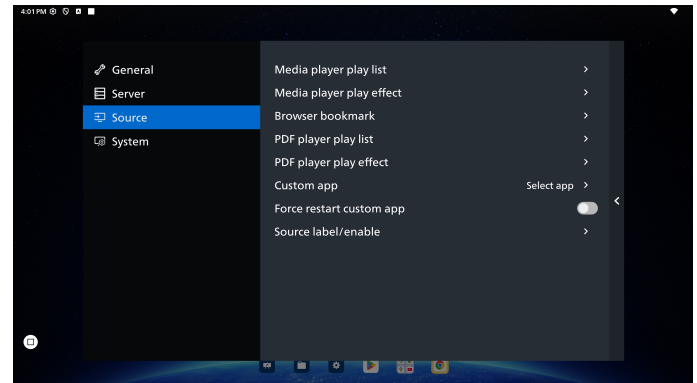 4:01 PM
General
Server
Source
System
Media player play list
Media player play effect
Browser bookmark
PDF player play list
PDF player play effect
Custom app Select app
Force restart custom app
Source label/enable